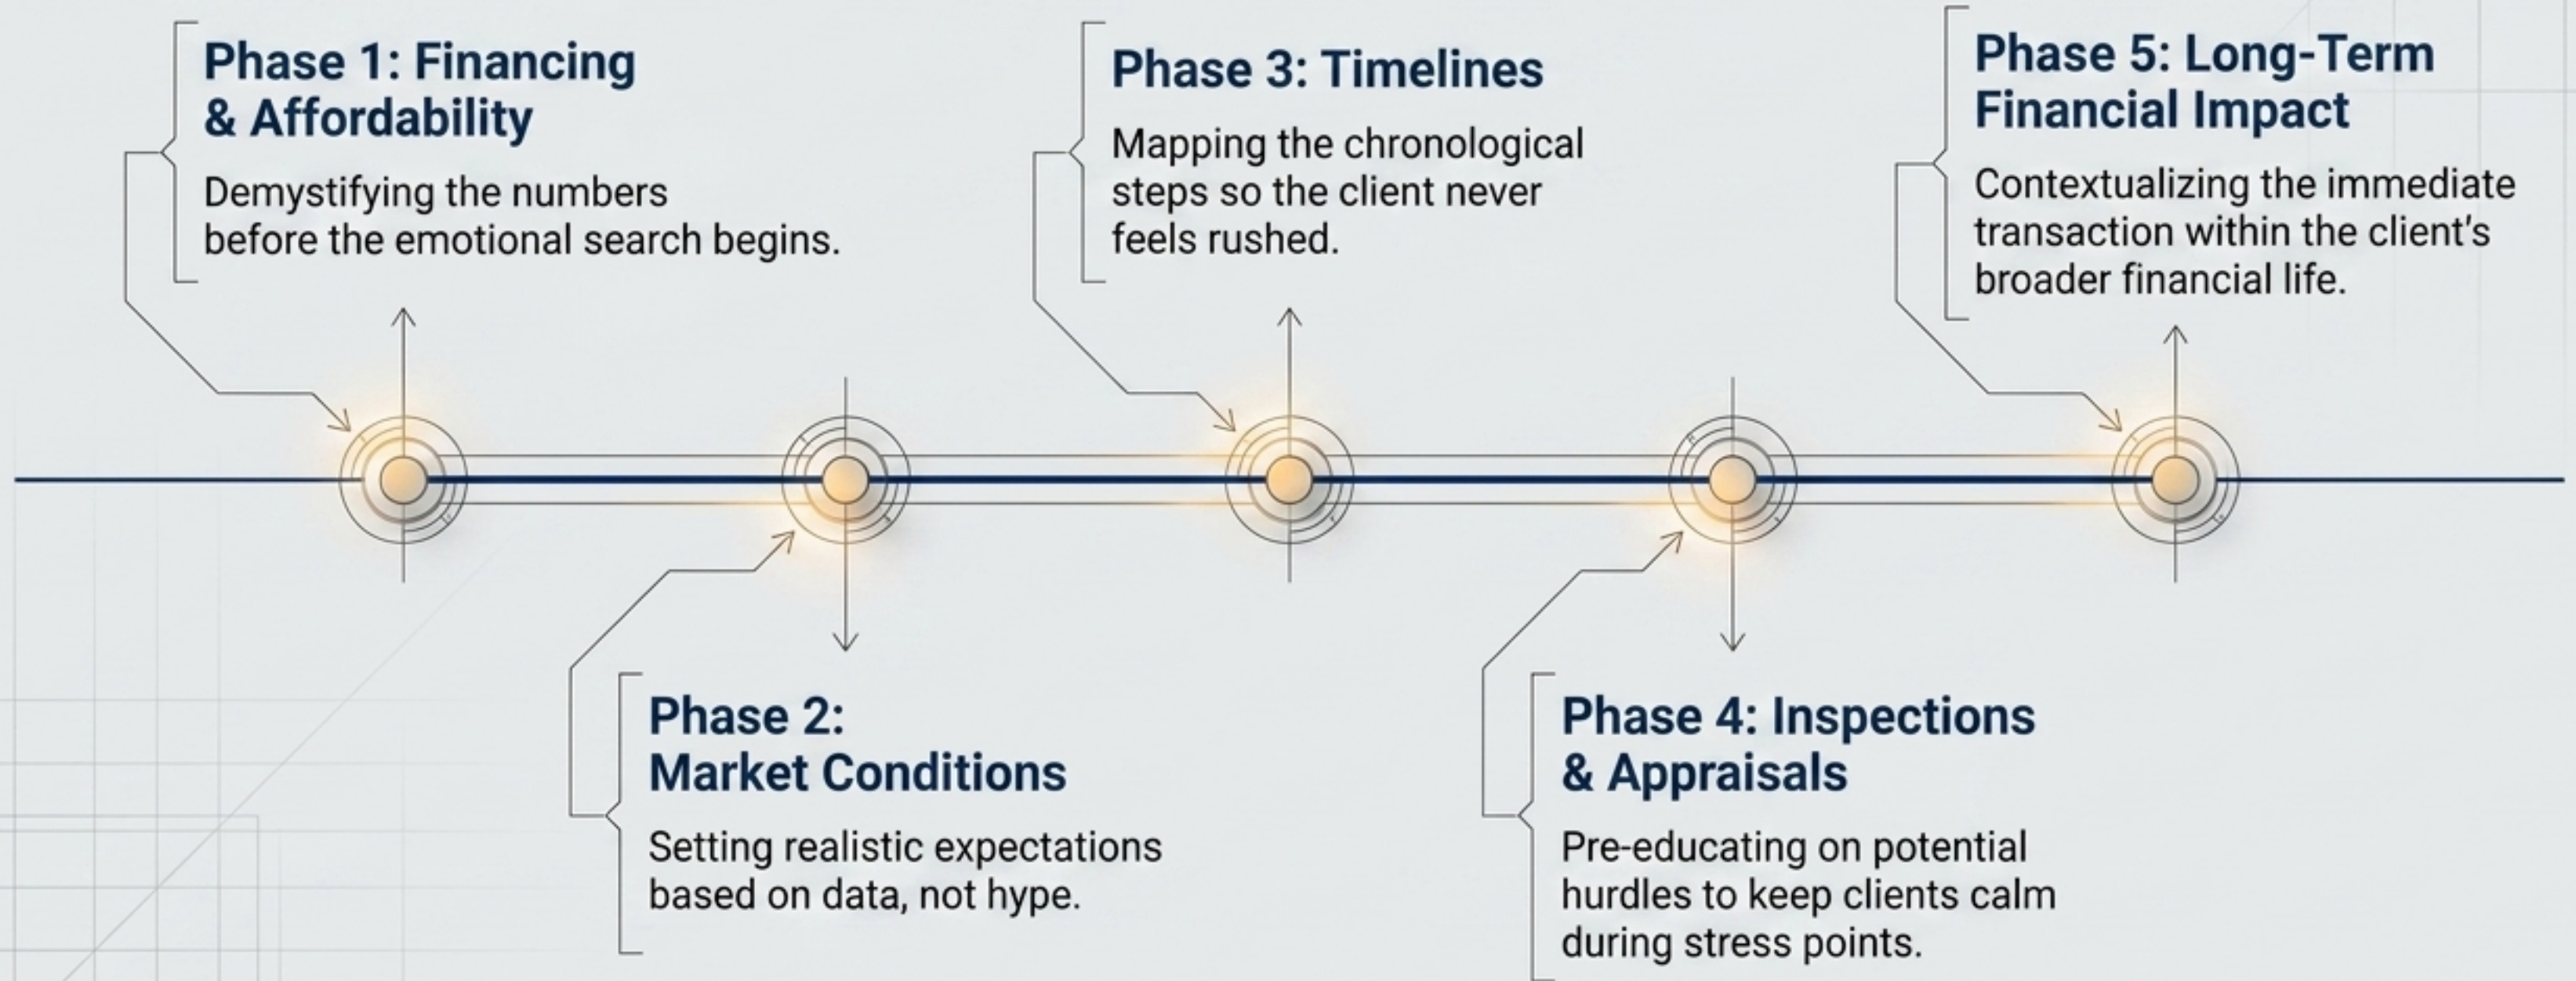 Phase 1: Financing
& Affordability
Demystifying the numbers
before the emotional search begins.
Phase 2:
Market Conditions
Setting realistic expectations
based on data, not hype.
Phase 3: Timelines
Mapping the chronological
steps so the client never
feels rushed.
Phase 4: Inspections
& Appraisals
Pre-educating on potential
hurdles to keep clients calm
during stress points.
Phase 5: Long-Term
Financial Impact
Contextualizing the immediate
transaction within the client's
broader financial life.